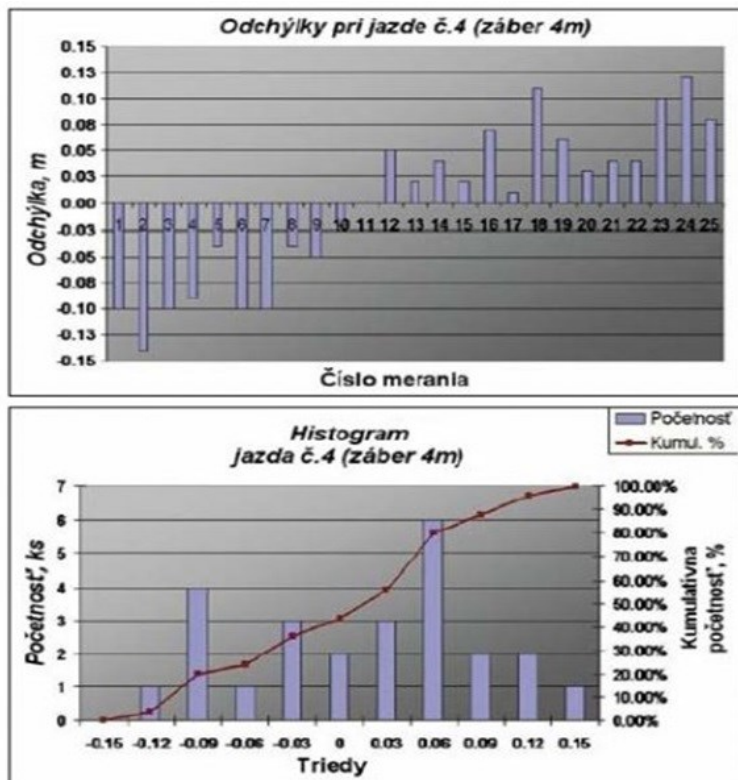 Odchýlky pri jazde č.4 (záber 4m)
Odchýlka, m
0.15
0.13
0.10
0.08
0.05
0.03
0.00
-0.03
-0.05
-0.08
-0.10
-0.13
-0.15
1 2 3 4 5 6 7 8 9 10 11 12 13 14 15 16 17 18 19 20 21 22 23 24 25
Číslo merania
Histogram
jazda č.4 (záber 4m)
Početnosť
Kumul. %
Početnosť, ks
7
6
5
4
3
2
1
0
100.00%
90.00%
80.00%
70.00%
60.00%
50.00%
40.00%
30.00%
20.00%
10.00%
0.00%
Kumulatívna
početnosť, %
-0.15 -0.12 -0.09 -0.06 -0.03 0 0.03 0.06 0.09 0.12 0.15
Triedy